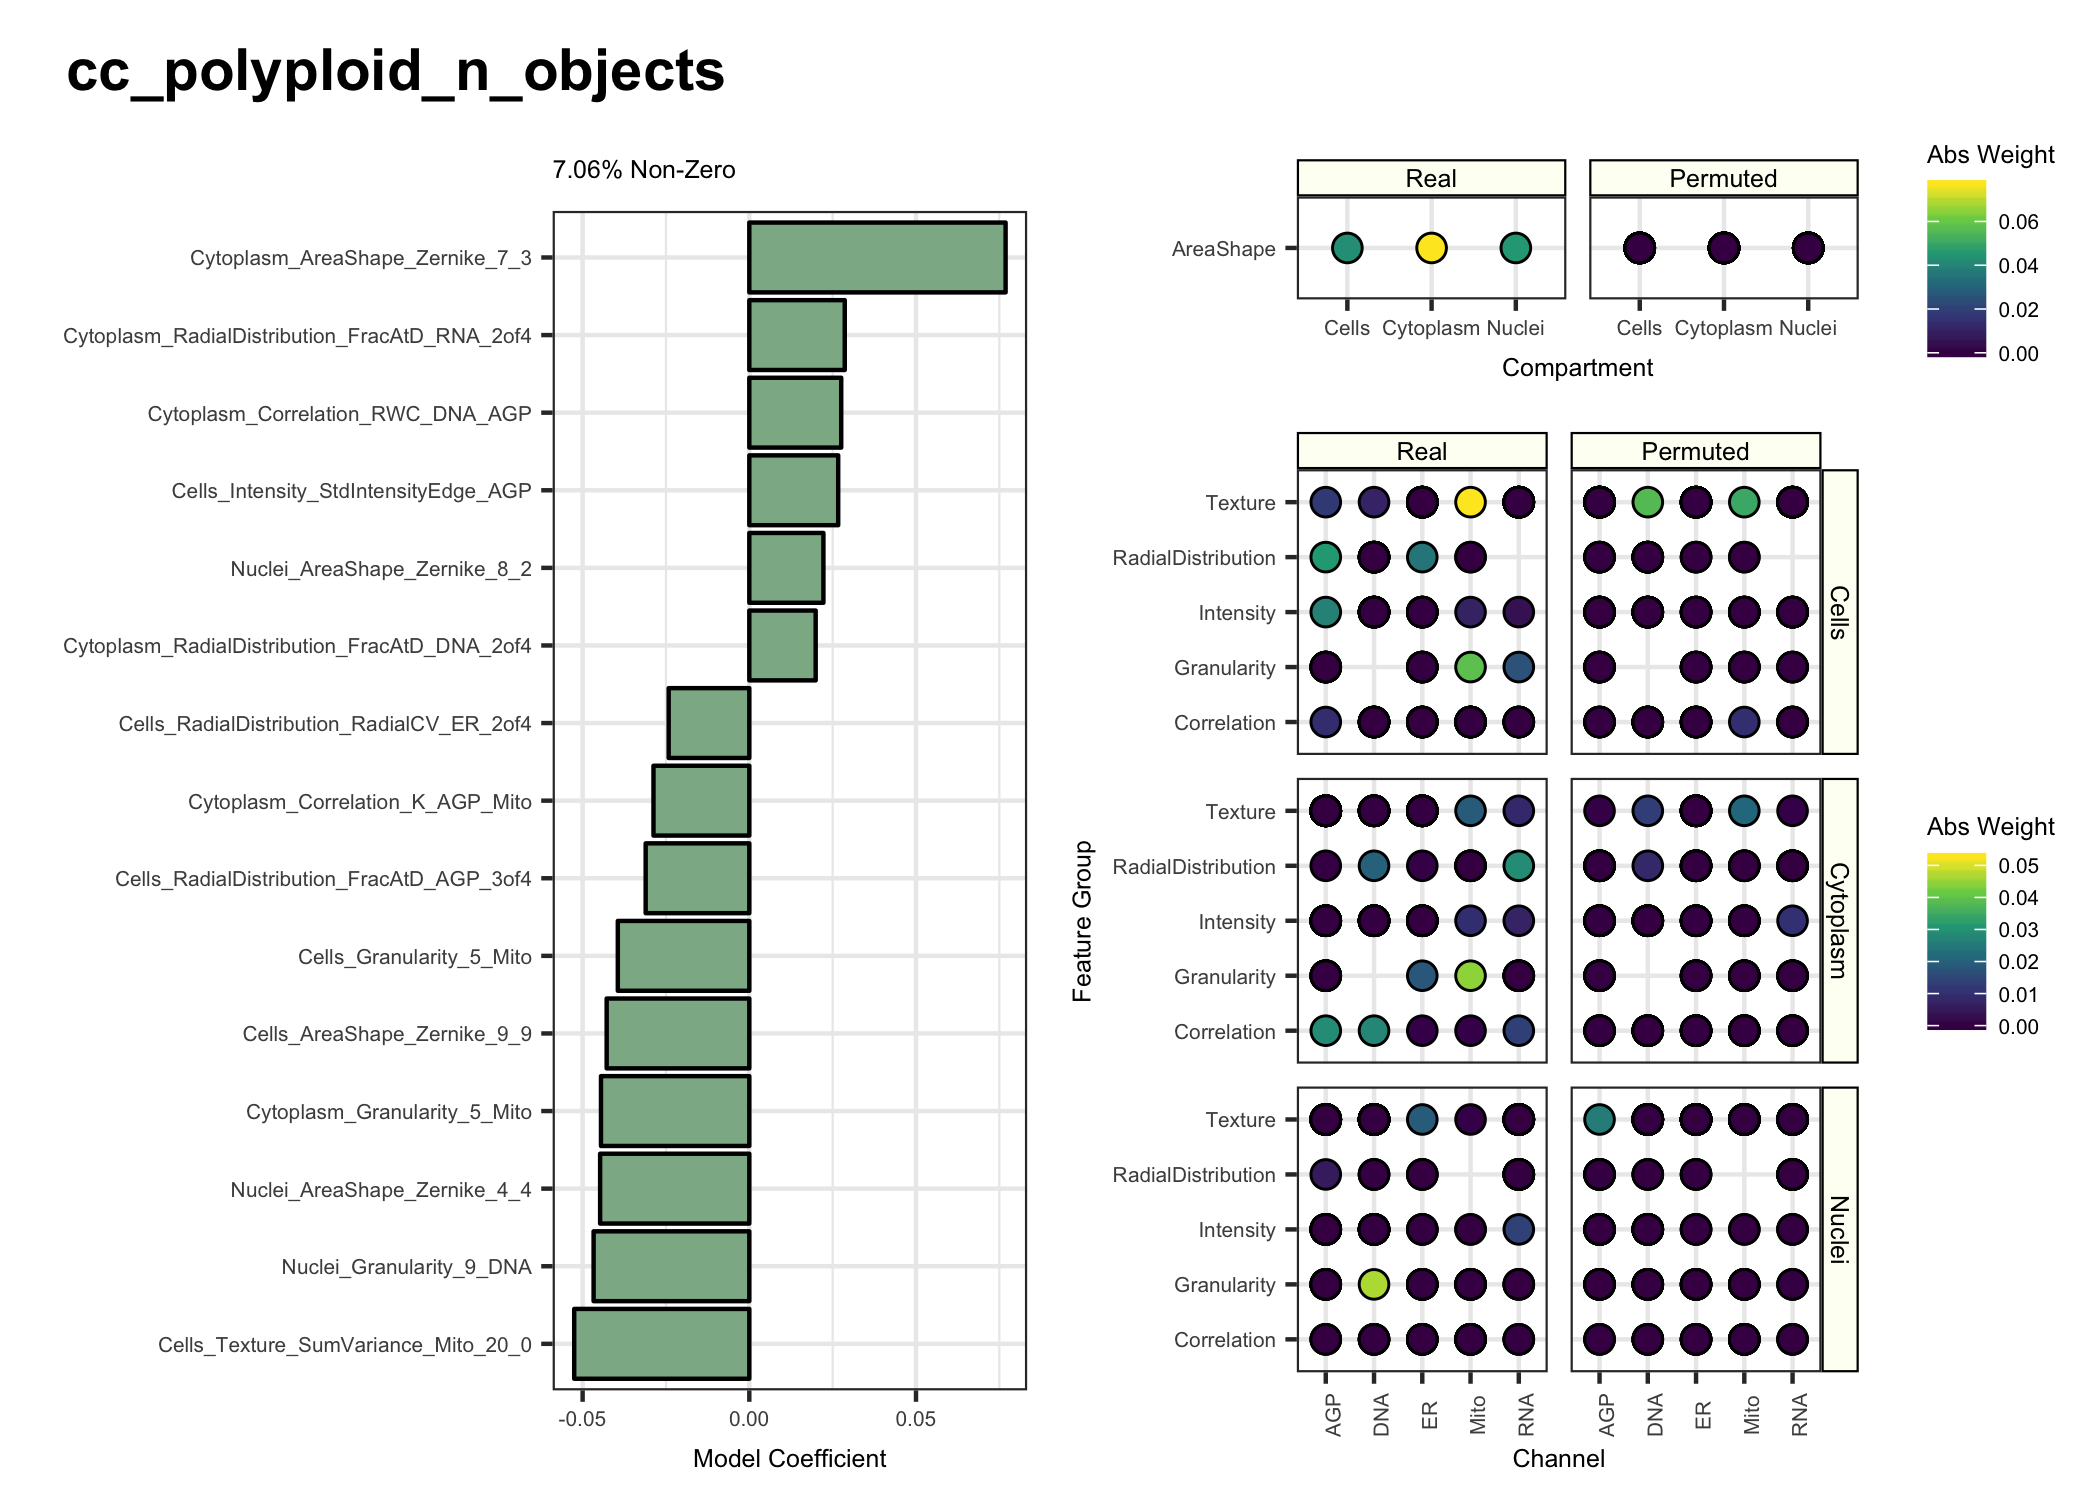 cc_polyploid_n_objects
7.06% Non-Zero
Cytoplasm_AreaShape_Zernike_7_3
Cytoplasm_RadialDistribution_FracAtD_RNA_2of4
Cytoplasm_Correlation_RWC_DNA_AGP
Cells_Intensity_StdIntensityEdge_AGP
Nuclei_AreaShape_Zernike_8_2
Cytoplasm_RadialDistribution_FracAtD_DNA_2of4
Cells_RadialDistribution_RadialCV_ER_2of4
Cytoplasm_Correlation_K_AGP_Mito
Cells_RadialDistribution_FracAtD_AGP_3of4
Cells_Granularity_5_Mito
Cells_AreaShape_Zernike_9_9
Cytoplasm_Granularity_5_Mito
Nuclei_AreaShape_Zernike_4_4
Nuclei_Granularity_9_DNA
Cells_Texture_SumVariance_Mito_20_0
-0.05 0.00 0.05
Model Coefficient
Real Permuted
AreaShape
Cells Cytoplasm Nuclei Cells Cytoplasm Nuclei
Compartment
Abs Weight
0.06
0.04
0.02
0.00
Real Permuted
Feature Group
Texture
RadialDistribution
Intensity
Granularity
Correlation
Cells
Texture
RadialDistribution
Intensity
Granularity
Correlation
Cytoplasm
Texture
RadialDistribution
Intensity
Granularity
Correlation
Nuclei
AGP DNA ER Mito RNA AGP DNA ER Mito RNA
Channel
Abs Weight
0.05
0.04
0.03
0.02
0.01
0.00